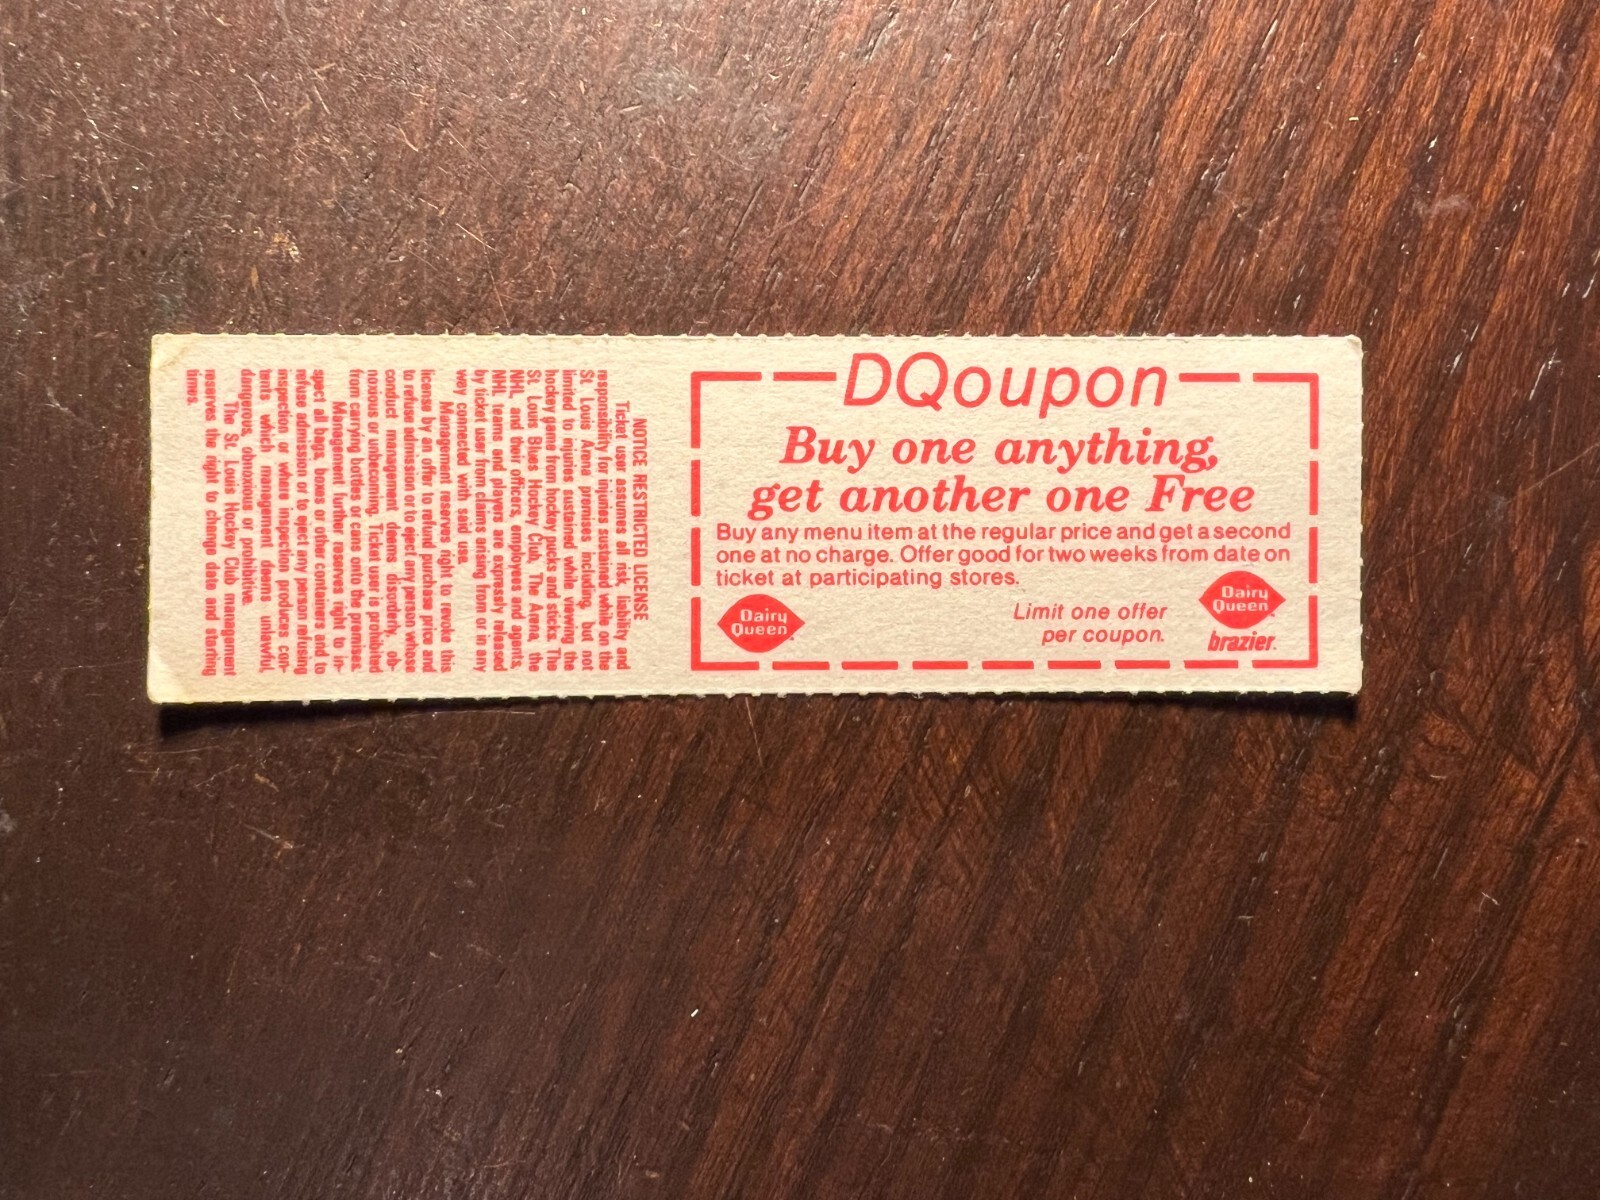 NOTICE RESTRICTED LICENSE
Ticket user assumes all risk, liability and
responsibility for injuries sustained while on the
St. Louis Arena premises including, but not
limited to injuries sustained while viewing the
hockey game from hockey pucks and sticks. The
St. Louis Blues Hockey Club, The Arena, the
NHL, and their officers, employees and agents,
NHL teams and players are expressly released
by ticket user from claims arising from or in any
way connected with said use.
Management reserves right to revoke this
license by an offer to refund purchase price and
to refuse admission or to eject any person whose
conduct management deems disorderly, ob-
noxious or unbecoming. Ticket user is prohibited
from carrying bottles or cans onto the premises.
Management further reserves right to in-
spect all bags, boxes or other containers and to
refuse admission or to eject any person refusing
inspection or where inspection produces con-
tents which management deems unlawful,
dangerous, obnoxious or prohibitive.
The St. Louis Hockey Club management
reserves the right to change date and starting
times.
DQoupon
Buy one anything,
get another one Free
Buy any menu item at the regular price and get a second
one at no charge. Offer good for two weeks from date on
ticket at participating stores.
Limit one offer
per coupon.
Dairy
Queen
Dairy
Queen
brazier.